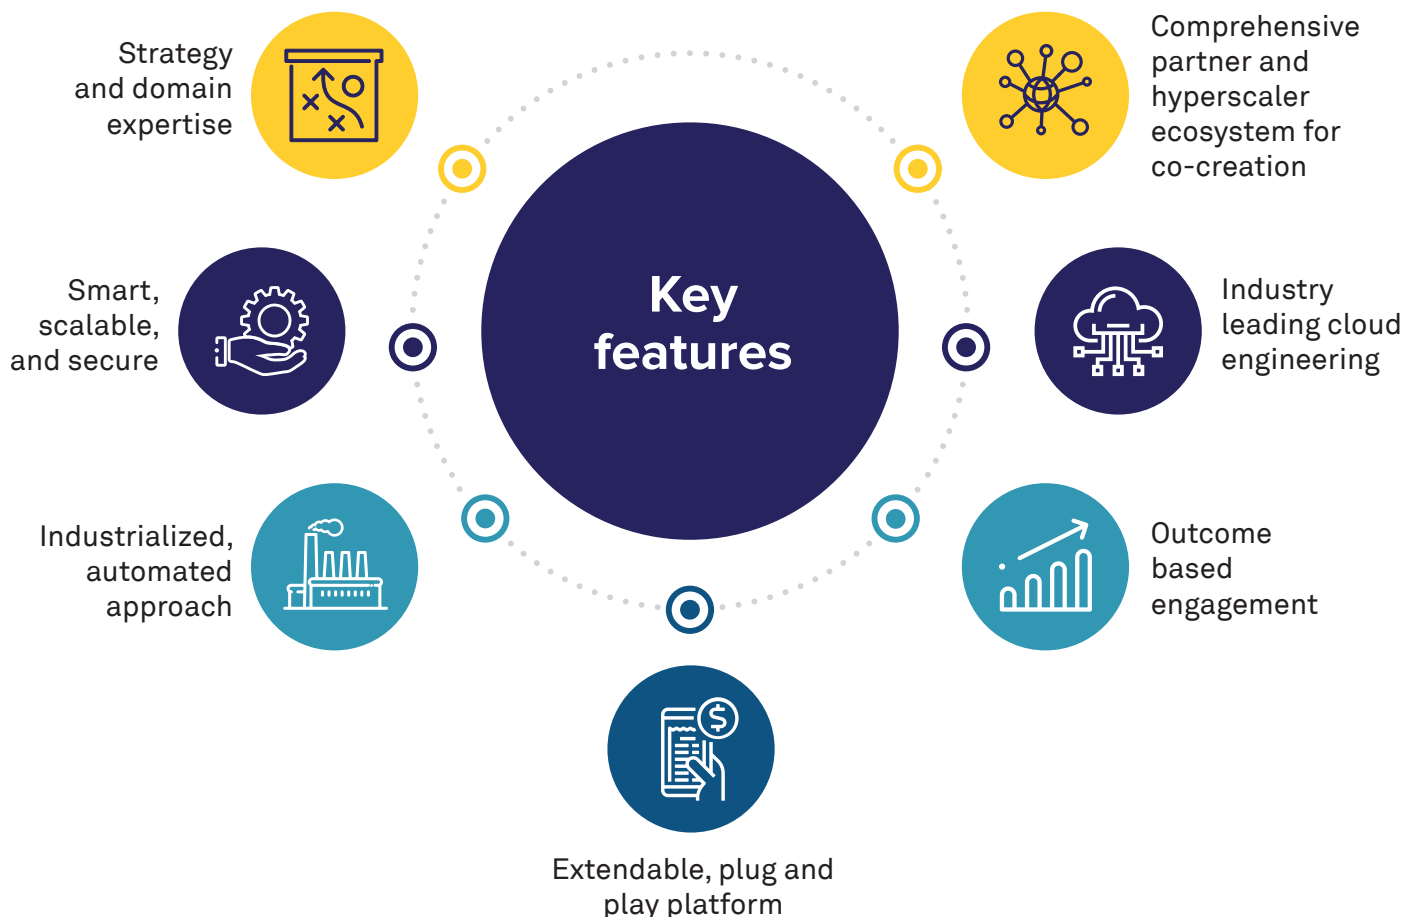 Strategy
and domain
expertise
Comprehensive
partner and
hyperscaler
ecosystem for
co-creation
Key
features
Smart,
scalable,
and secure
Industry
leading cloud
engineering
Industrialized,
automated
approach
Outcome
based
engagement
$
Extendable, plug and
play platform